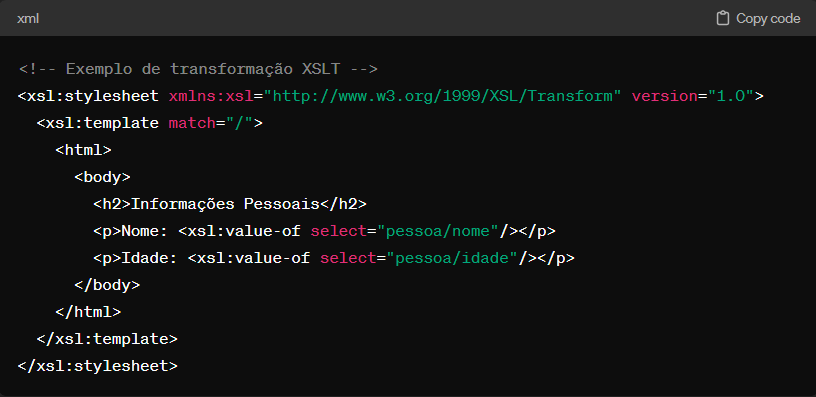 xml
Copy code
<!-- Exemplo de transformação XSLT -->
<xsl:stylesheet xmlns:xsl="http://www.w3.org/1999/XSL/Transform" version="1.0">
  <xsl:template match="/">
    <html>
      <body>
        <h2>Informações Pessoais</h2>
        <p>Nome: <xsl:value-of select="pessoa/nome"/></p>
        <p>Idade: <xsl:value-of select="pessoa/idade"/></p>
      </body>
    </html>
  </xsl:template>
</xsl:stylesheet>